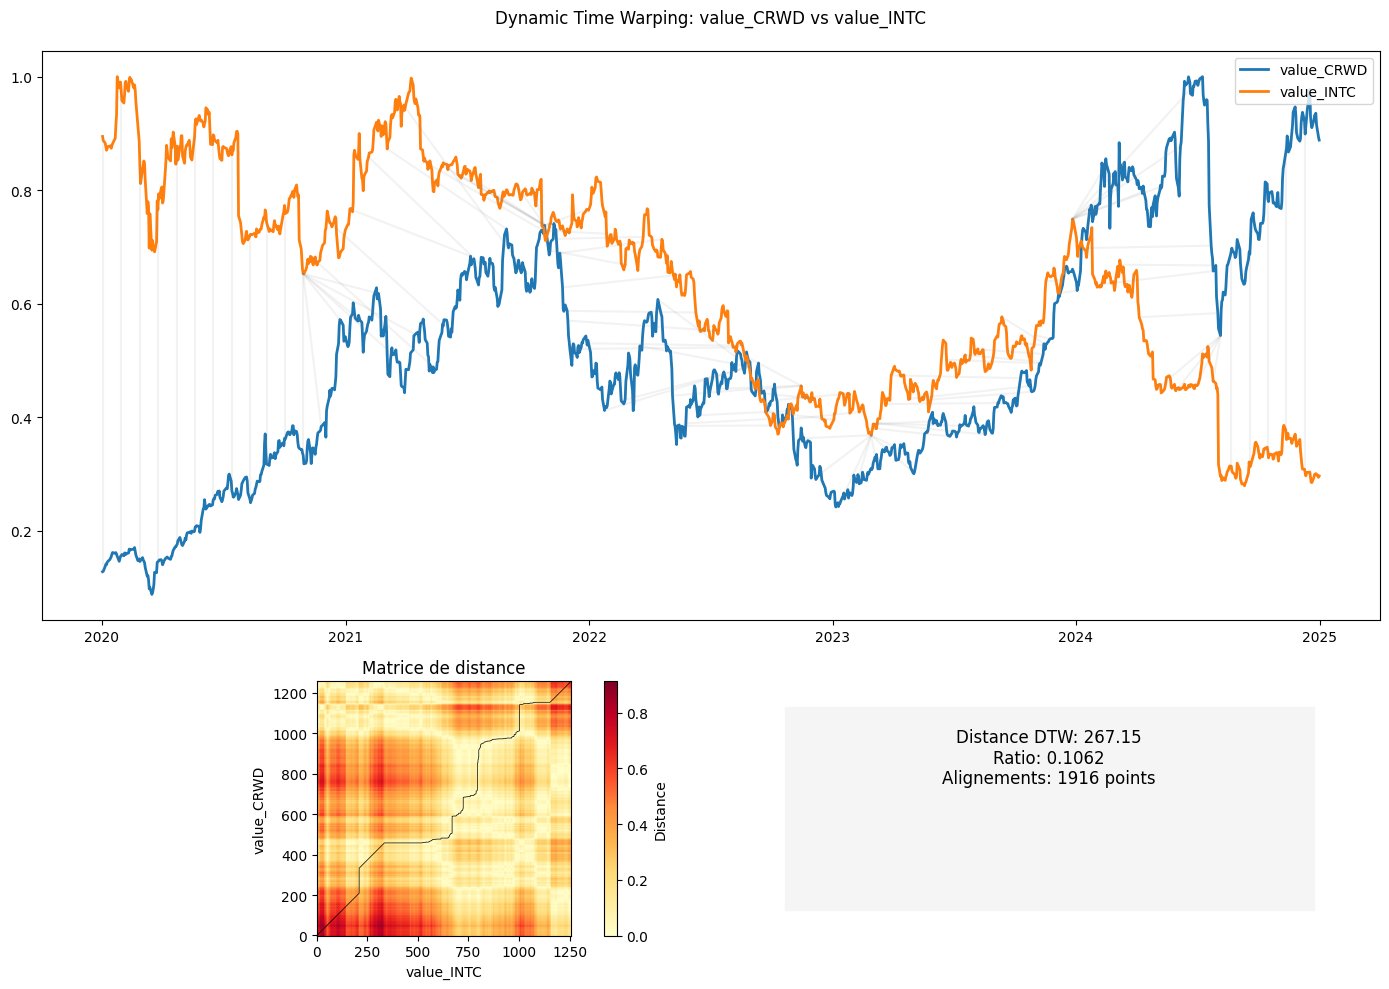 Dynamic Time Warping: value_CRWD vs value_INTC
value_CRWD
value_INTC
1.0
0.8
0.6
0.4
0.2
2020 2021 2022 2023 2024 2025
Matrice de distance
value_CRWD
1200
1000
800
600
400
200
0
0 250 500 750 1000 1250
value_INTC
0.8
0.6
0.4
0.2
0.0
Distance
Distance DTW: 267.15
Ratio: 0.1062
Alignements: 1916 points